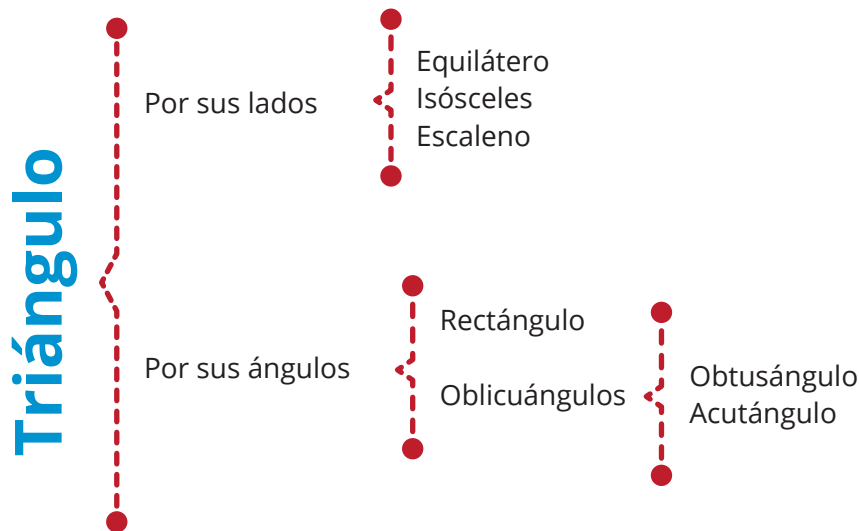 Triángulo
Por sus lados
Equilátero
Isósceles
Escaleno
Por sus ángulos
Rectángulo
Oblicuángulos
Obtusángulo
Acutángulo